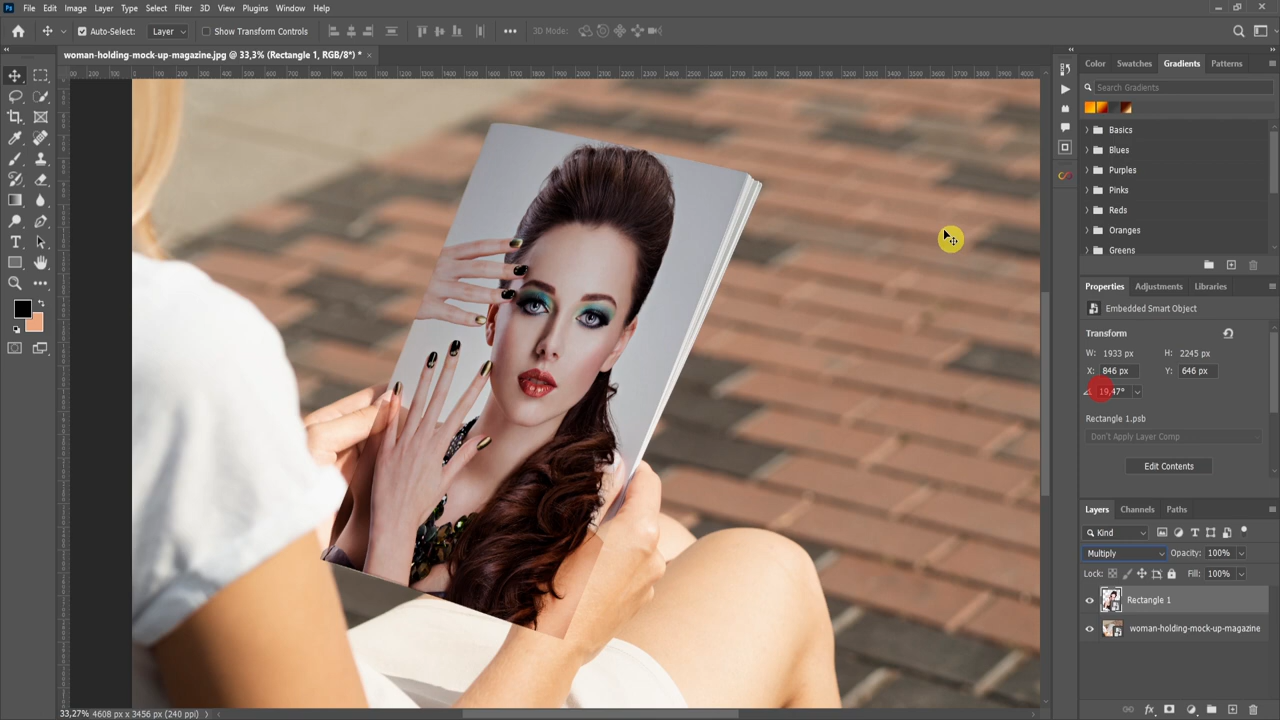 Ps File Edit Image Layer Type Select Filter 3D View Plugins Window Help
Auto-Select: Layer Show Transform Controls 3D Mode:
woman-holding-mock-up-magazine.jpg @ 33,3% (Rectangle 1, RGB/8*) * ×
Color Swatches Gradients Patterns
Search Gradients
Basics
Blues
Purples
Pinks
Reds
Oranges
Greens
Properties Adjustments Libraries
Embedded Smart Object
Transform
W: 1933 px H: 2245 px
X: 846 px Y: 646 px
19,47°
Rectangle 1.psb
Don't Apply Layer Comp
Edit Contents
Layers Channels Paths
Kind
Multiply Opacity: 100%
Lock: Fill: 100%
Rectangle 1
woman-holding-mock-up-magazine
33,27% 4608 px x 3456 px (240 ppi)